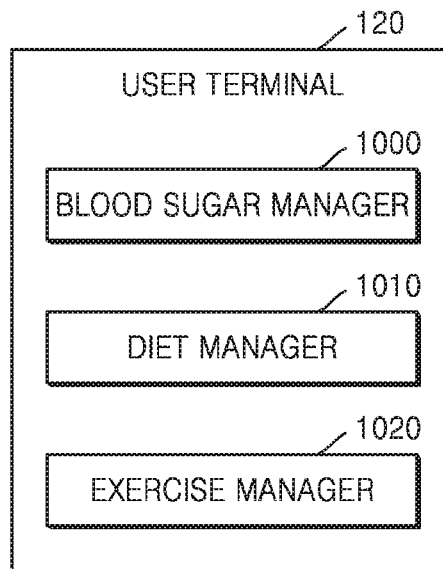 120
USER TERMINAL
1000
BLOOD SUGAR MANAGER
1010
DIET MANAGER
1020
EXERCISE MANAGER